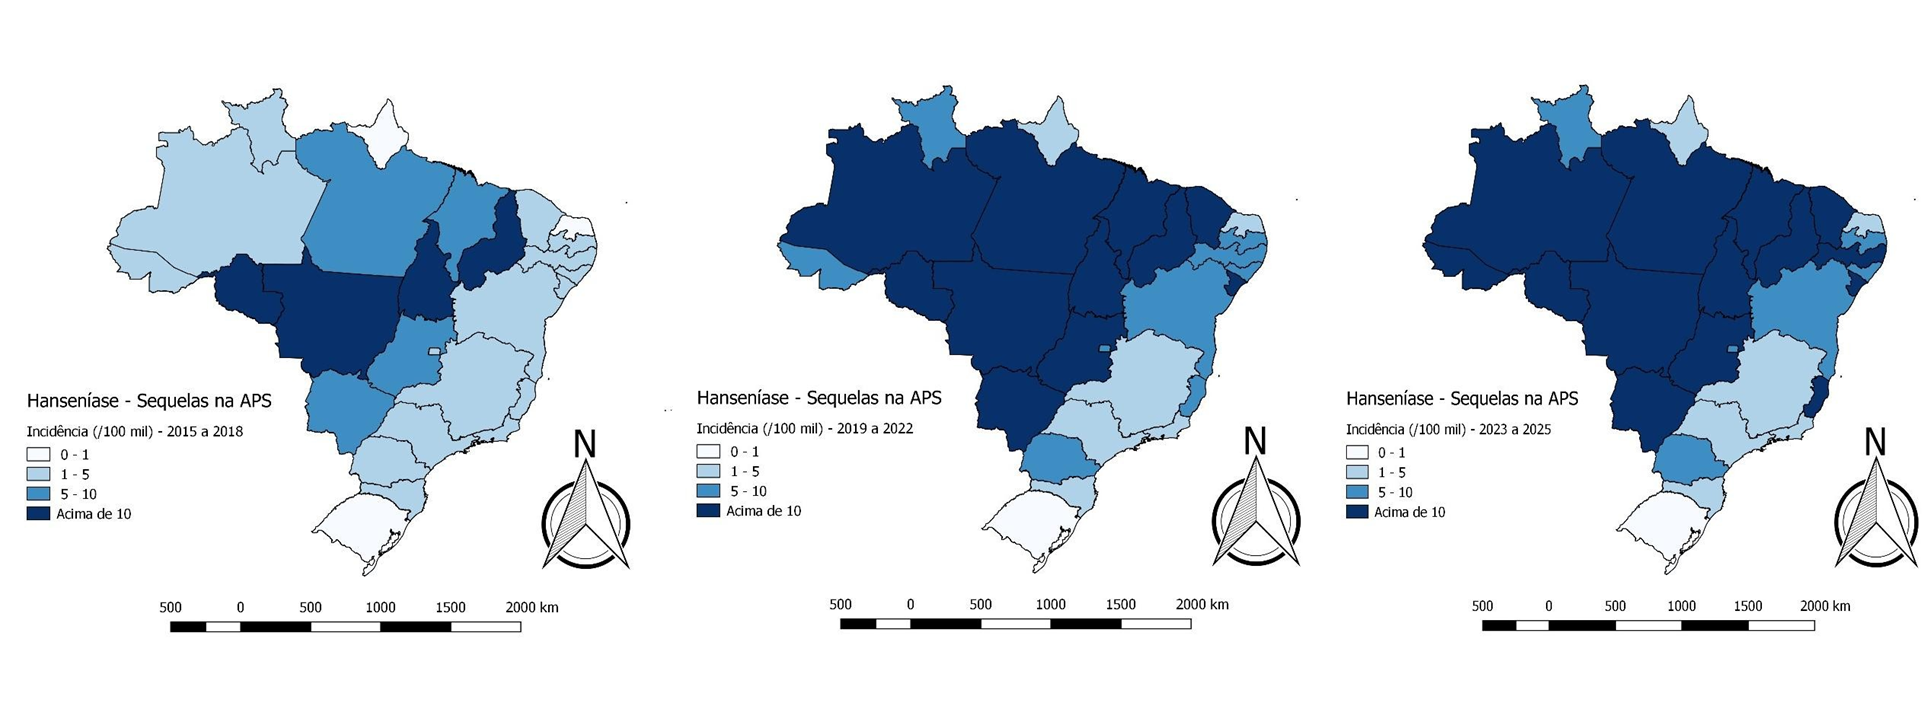 Hanseníase - Sequelas na APS
Incidência (/100 mil) - 2015 a 2018
0 - 1
1 - 5
5 - 10
Acima de 10
N
500 0 500 1000 1500 2000 km
Hanseníase - Sequelas na APS
Incidência (/100 mil) - 2019 a 2022
0 - 1
1 - 5
5 - 10
Acima de 10
N
500 0 500 1000 1500 2000 km
Hanseníase - Sequelas na APS
Incidência (/100 mil) - 2023 a 2025
0 - 1
1 - 5
5 - 10
Acima de 10
N
500 0 500 1000 1500 2000 km